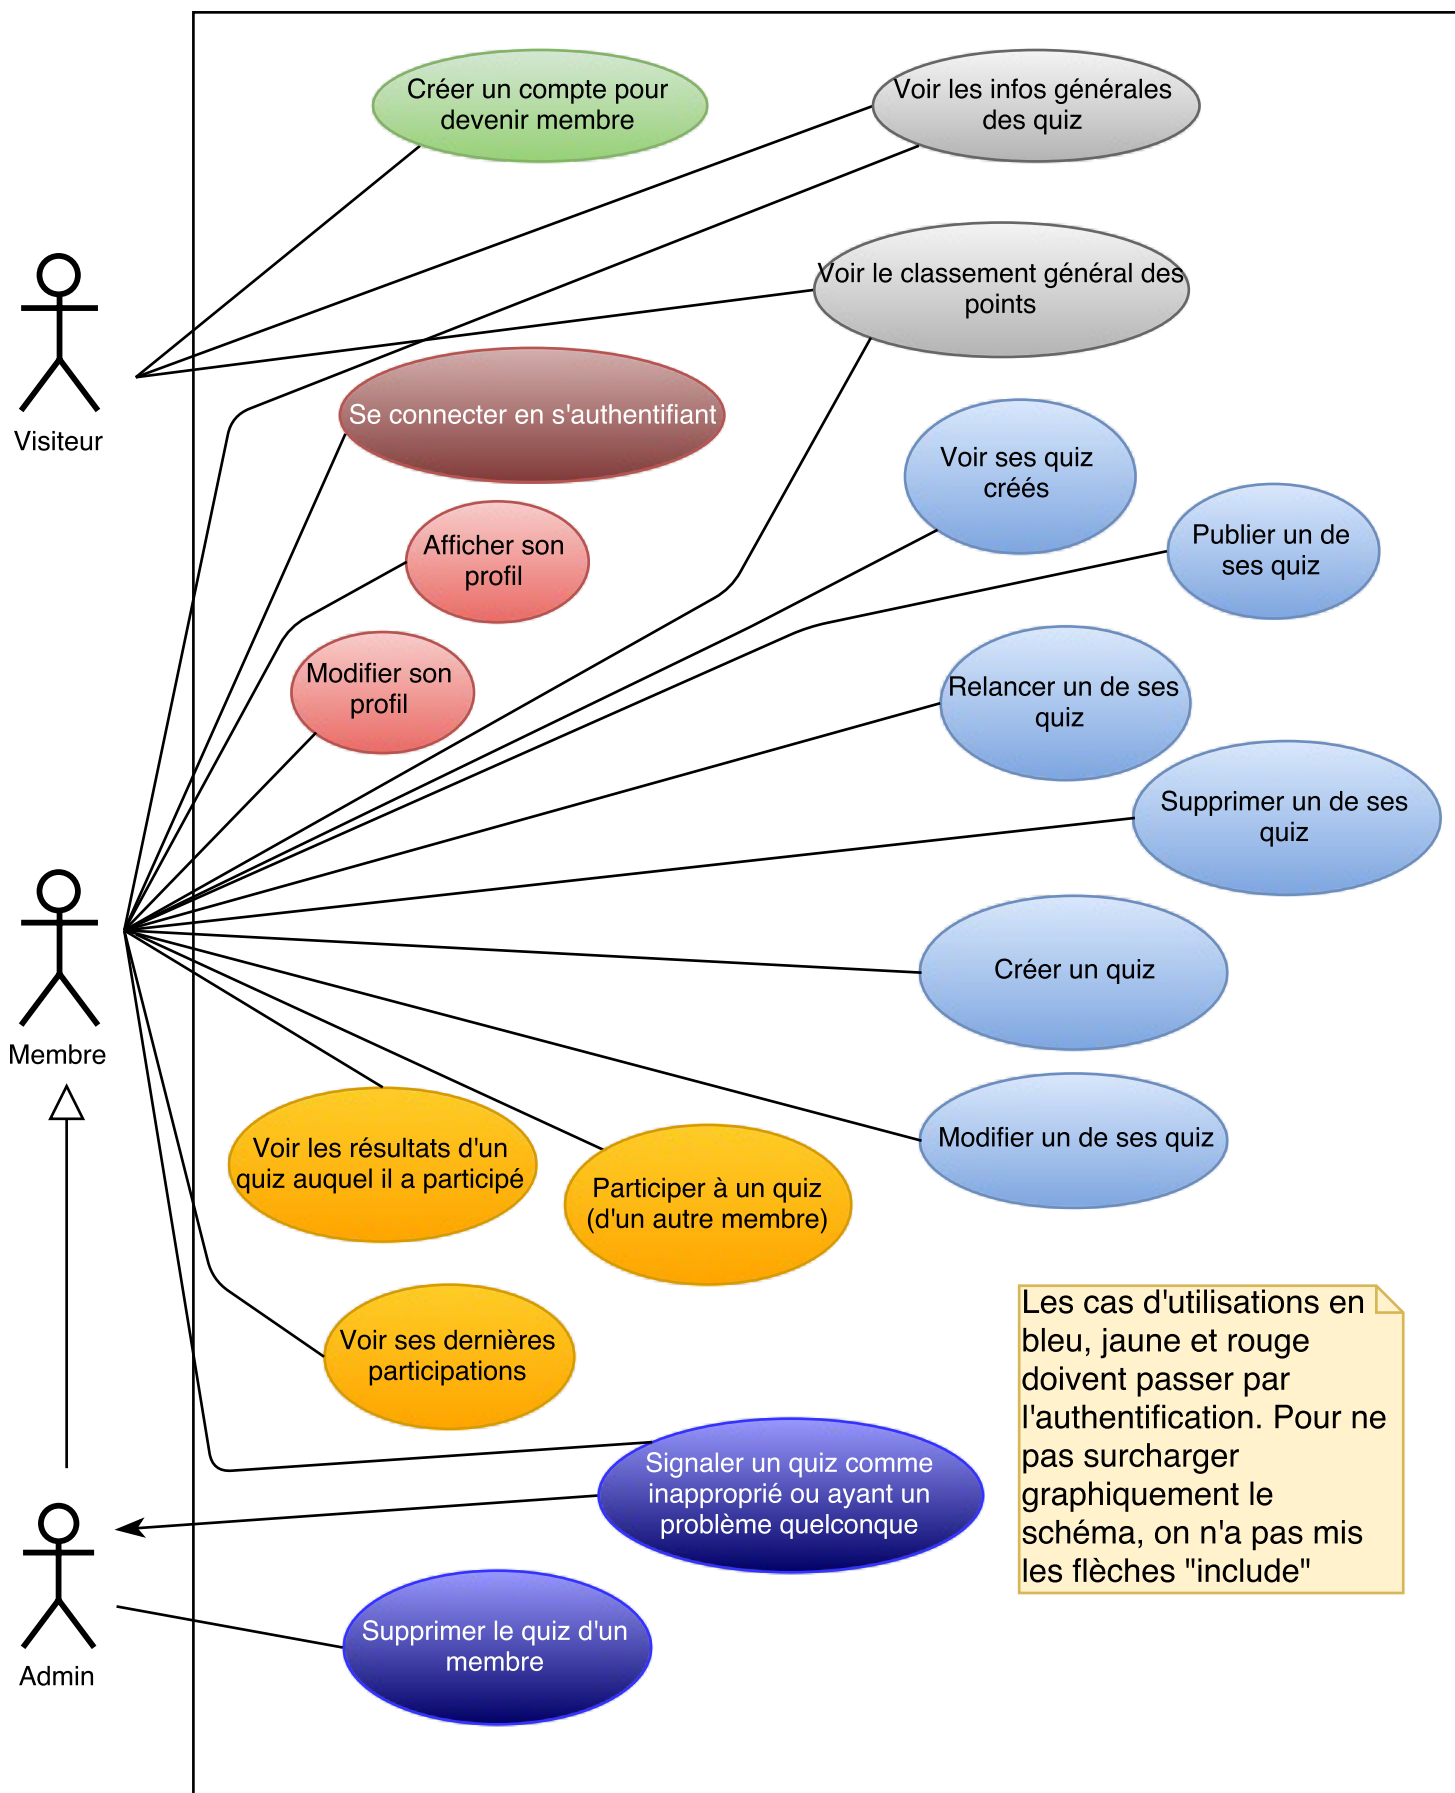 Créer un compte pour
devenir membre
Voir les infos générales
des quiz
Voir le classement général des
points
Visiteur
Se connecter en s'authentifiant
Voir ses quiz
créés
Publier un de
ses quiz
Afficher son
profil
Modifier son
profil
Relancer un de ses
quiz
Supprimer un de ses
quiz
Créer un quiz
Membre
Modifier un de ses quiz
Voir les résultats d'un
quiz auquel il a participé
Participer à un quiz
(d'un autre membre)
Voir ses dernières
participations
Les cas d'utilisations en
bleu, jaune et rouge
doivent passer par
l'authentification. Pour ne
pas surcharger
graphiquement le
schéma, on n'a pas mis
les flèches "include"
Signaler un quiz comme
inapproprié ou ayant un
problème quelconque
Supprimer le quiz d'un
membre
Admin